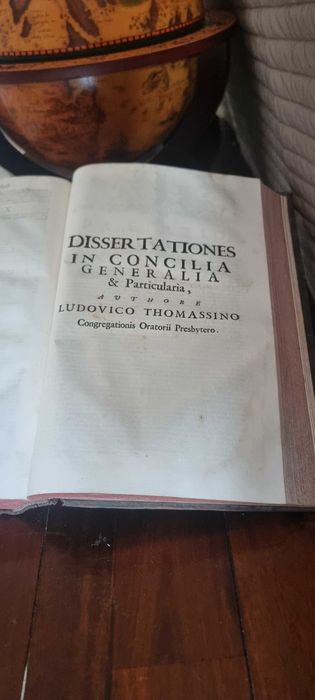 DISSERTATIONES
IN CONCILIA
GENERALIA
& Particularia,
AUTHORE
LUDOVICO THOMASSINO
Congregationis Oratorii Presbytero.